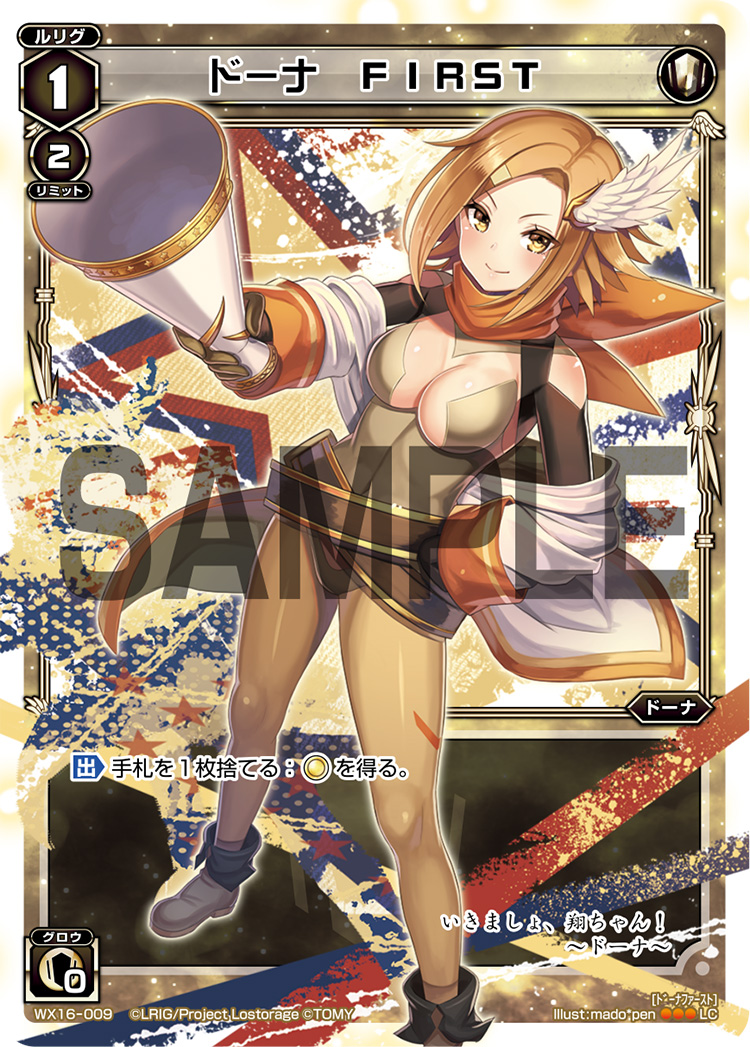 ルリグ
1
ドーナ FIRST
2
リミット
SAMPLE
ドーナ
出 手札を1枚捨てる：を得る。
いきましょ、翔ちゃん！
～ドーナ～
グロウ
0
[ドーナファースト]
WX16-009 ©LRIG/Project Lostorage ©TOMY Illust:mado*pen LC